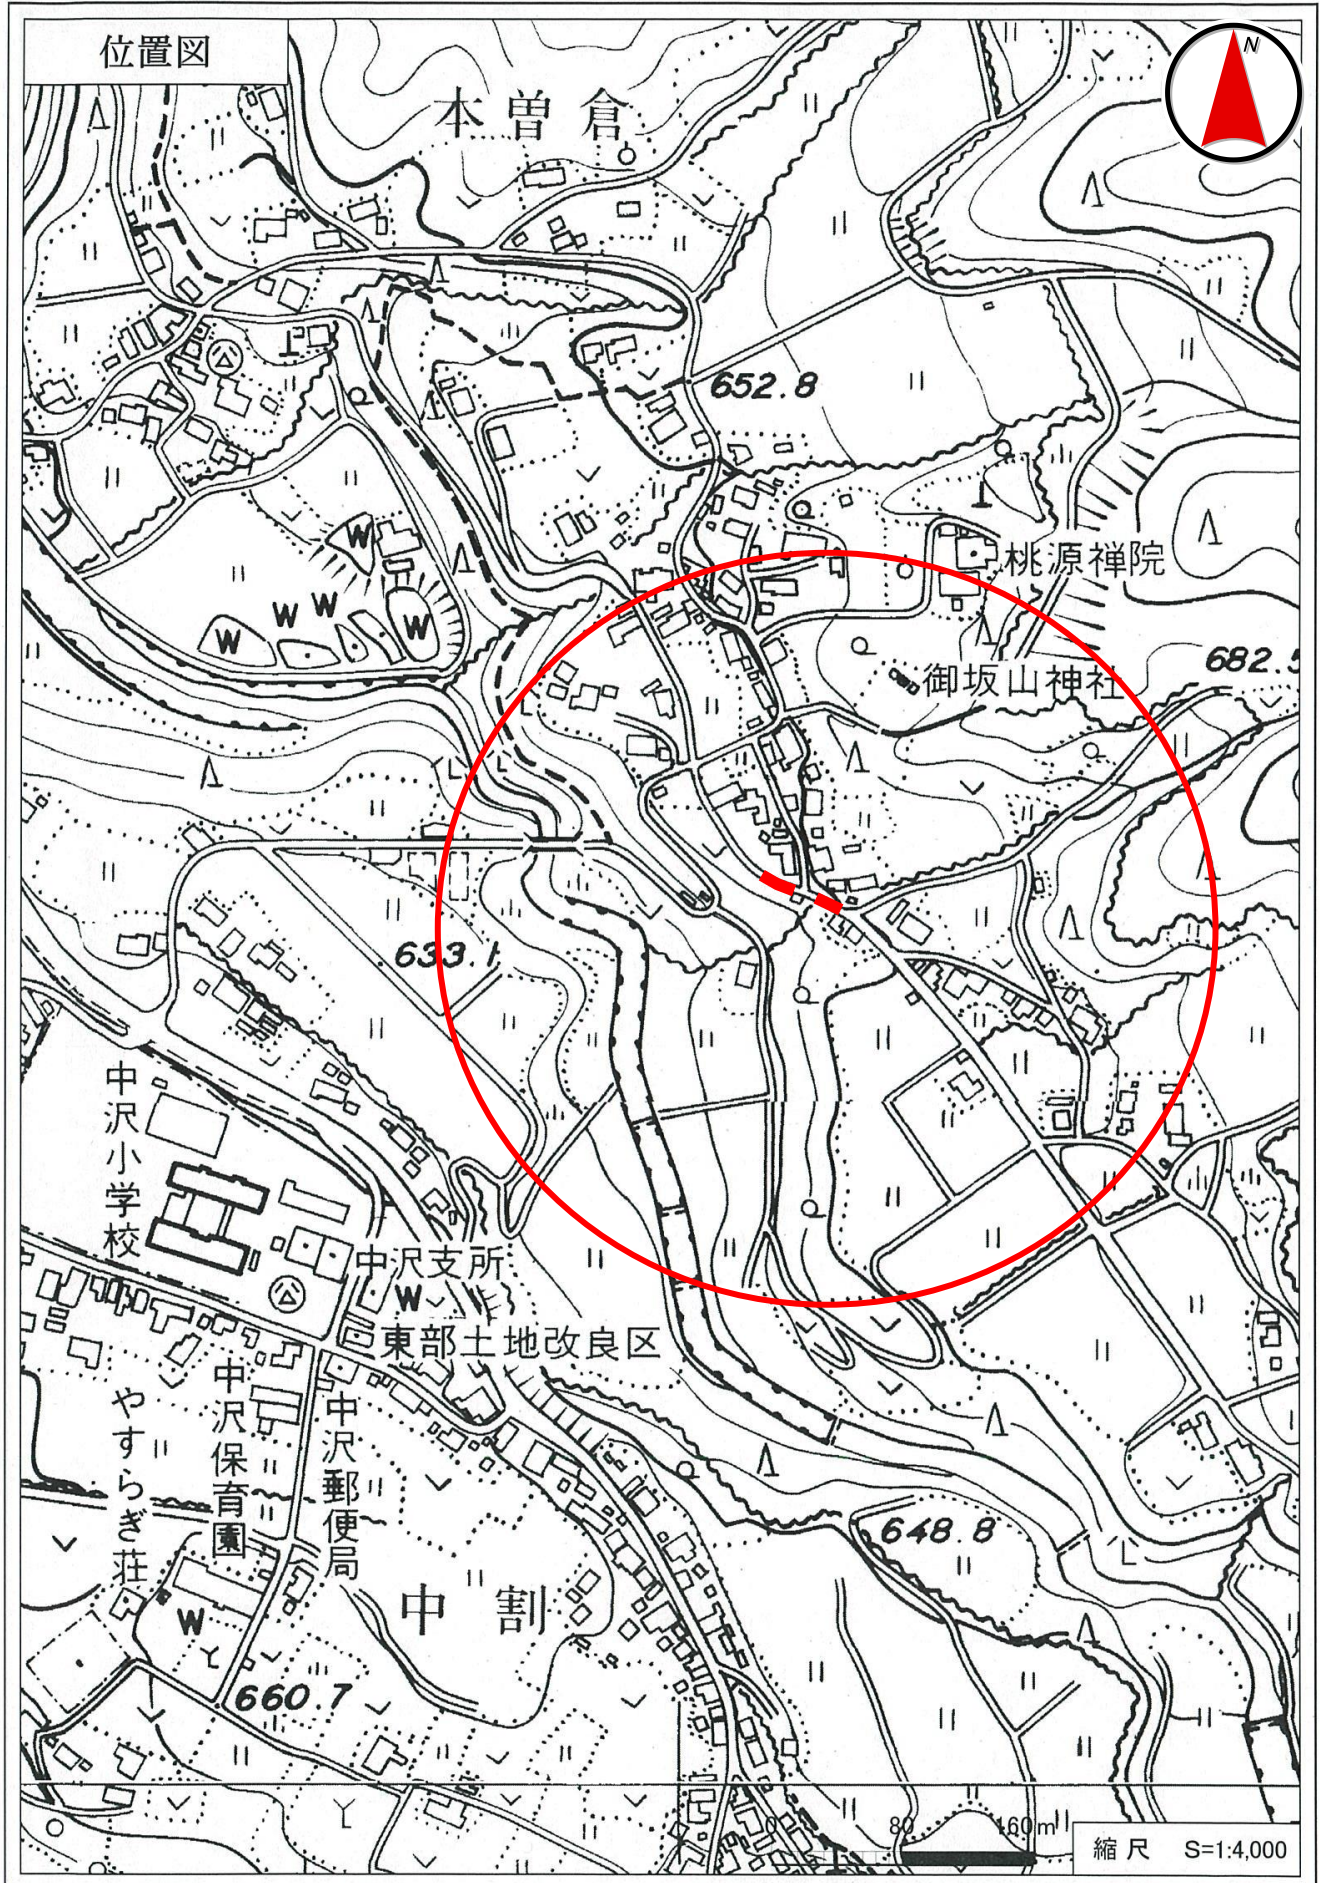 位置図
N
本曽倉
652.8
桃源禅院
御坂山神社
682.5
633.1
中沢小学校
中沢支所
東部土地改良区
中沢保育園
中沢郵便局
やすらぎ荘
648.8
中割
660.7
0 80 160m
縮尺 S=1:4,000